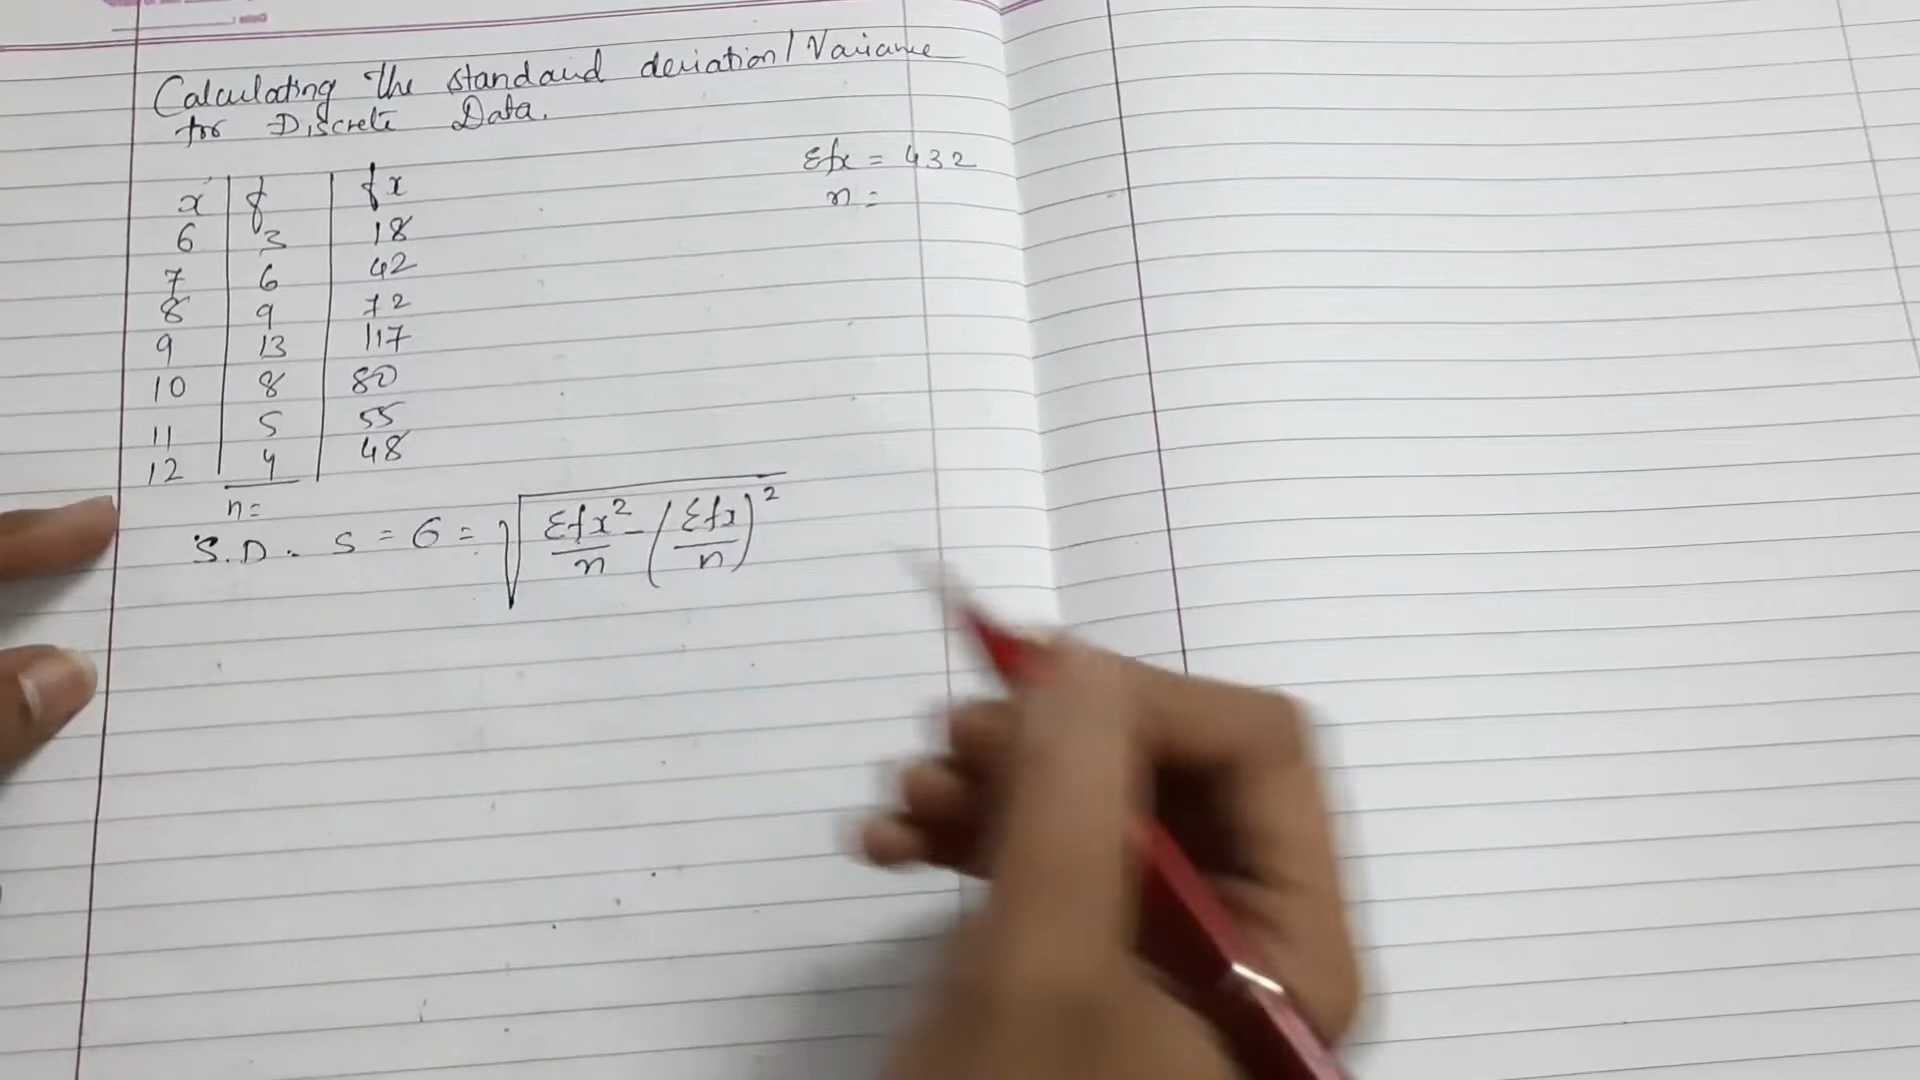 Calculating the standard deviation/Variance
for Discrete Data.
Σfx = 432
n =
x f fx
6 3 18
7 6 42
8 9 72
9 13 117
10 8 80
11 5 55
12 4 48
n=
S.D. s = σ = √(Σfx²/n - (Σfx/n)²)